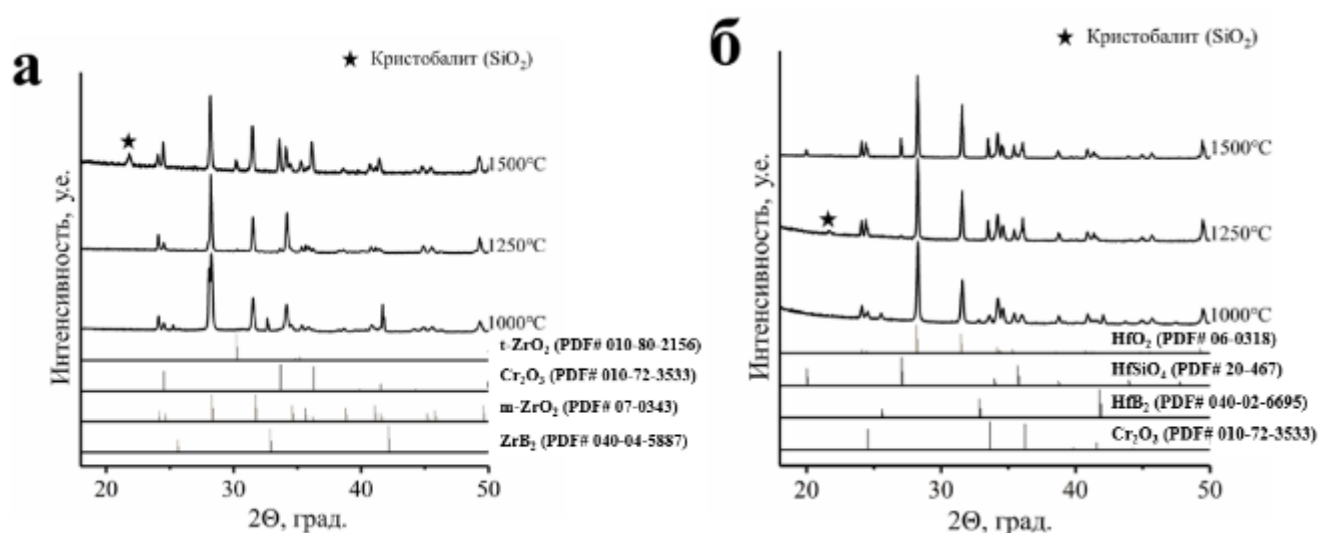 а
★ Кристобалит (SiO₂)
Интенсивность, у.е.
1500°C
1250°C
1000°C
t-ZrO₂ (PDF# 010-80-2156)
Cr₂O₃ (PDF# 010-72-3533)
m-ZrO₂ (PDF# 07-0343)
ZrB₂ (PDF# 040-04-5887)
20 30 40 50
2Θ, град.
б
★ Кристобалит (SiO₂)
Интенсивность, у.е.
1500°C
1250°C
1000°C
HfO₂ (PDF# 06-0318)
HfSiO₄ (PDF# 20-467)
HfB₂ (PDF# 040-02-6695)
Cr₂O₃ (PDF# 010-72-3533)
20 30 40 50
2Θ, град.